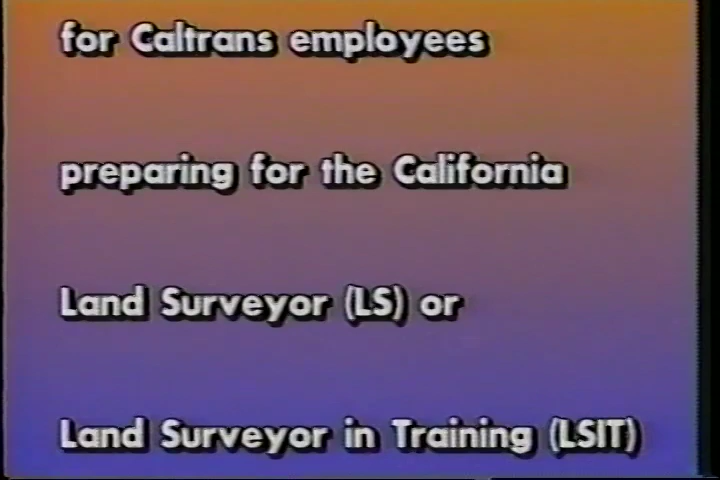 for Caltrans employees
preparing for the California
Land Surveyor (LS) or
Land Surveyor in Training (LSIT)